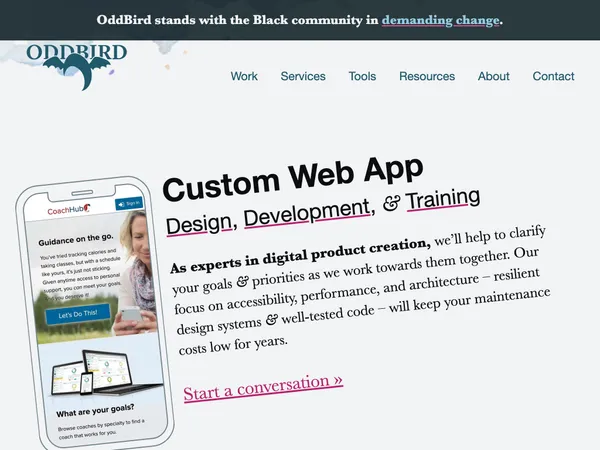 OddBird stands with the Black community in demanding change.
ODDBIRD
Work Services Tools Resources About Contact
Custom Web App
Design, Development, & Training
As experts in digital product creation, we'll help to clarify
your goals & priorities as we work towards them together. Our
focus on accessibility, performance, and architecture – resilient
design systems & well-tested code – will keep your maintenance
costs low for years.
Start a conversation »
CoachHub
Sign In
Guidance on the go.
You've tried tracking calories and
taking classes, but with a schedule
like yours, it's just not sticking.
Given anytime access to personal
support, you can meet your goals.
you deserve it!
Let's Do This!
What are your goals?
Browse coaches by specialty to find a
coach that works for you.